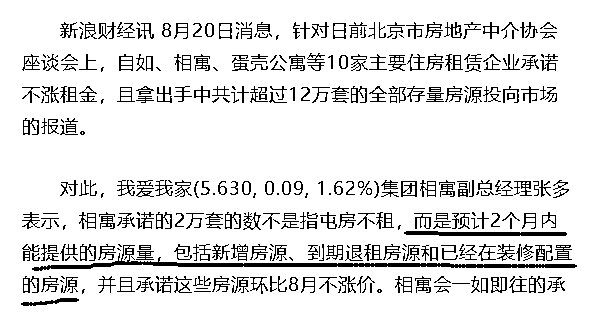 新浪财经讯 8月20日消息，针对日前北京市房地产中介协会
座谈会上，自如、相寓、蛋壳公寓等10家主要住房租赁企业承诺
不涨租金，且拿出手中共计超过12万套的全部存量房源投向市场
的报道。
对此，我爱我家(5.630, 0.09, 1.62%)集团相寓副总经理张多
表示，相寓承诺的2万套的数不是指屯房不租，而是预计2个月内
能提供的房源量，包括新增房源、到期退租房源和已经在装修配置
的房源，并且承诺这些房源环比8月不涨价。相寓会一如即往的承